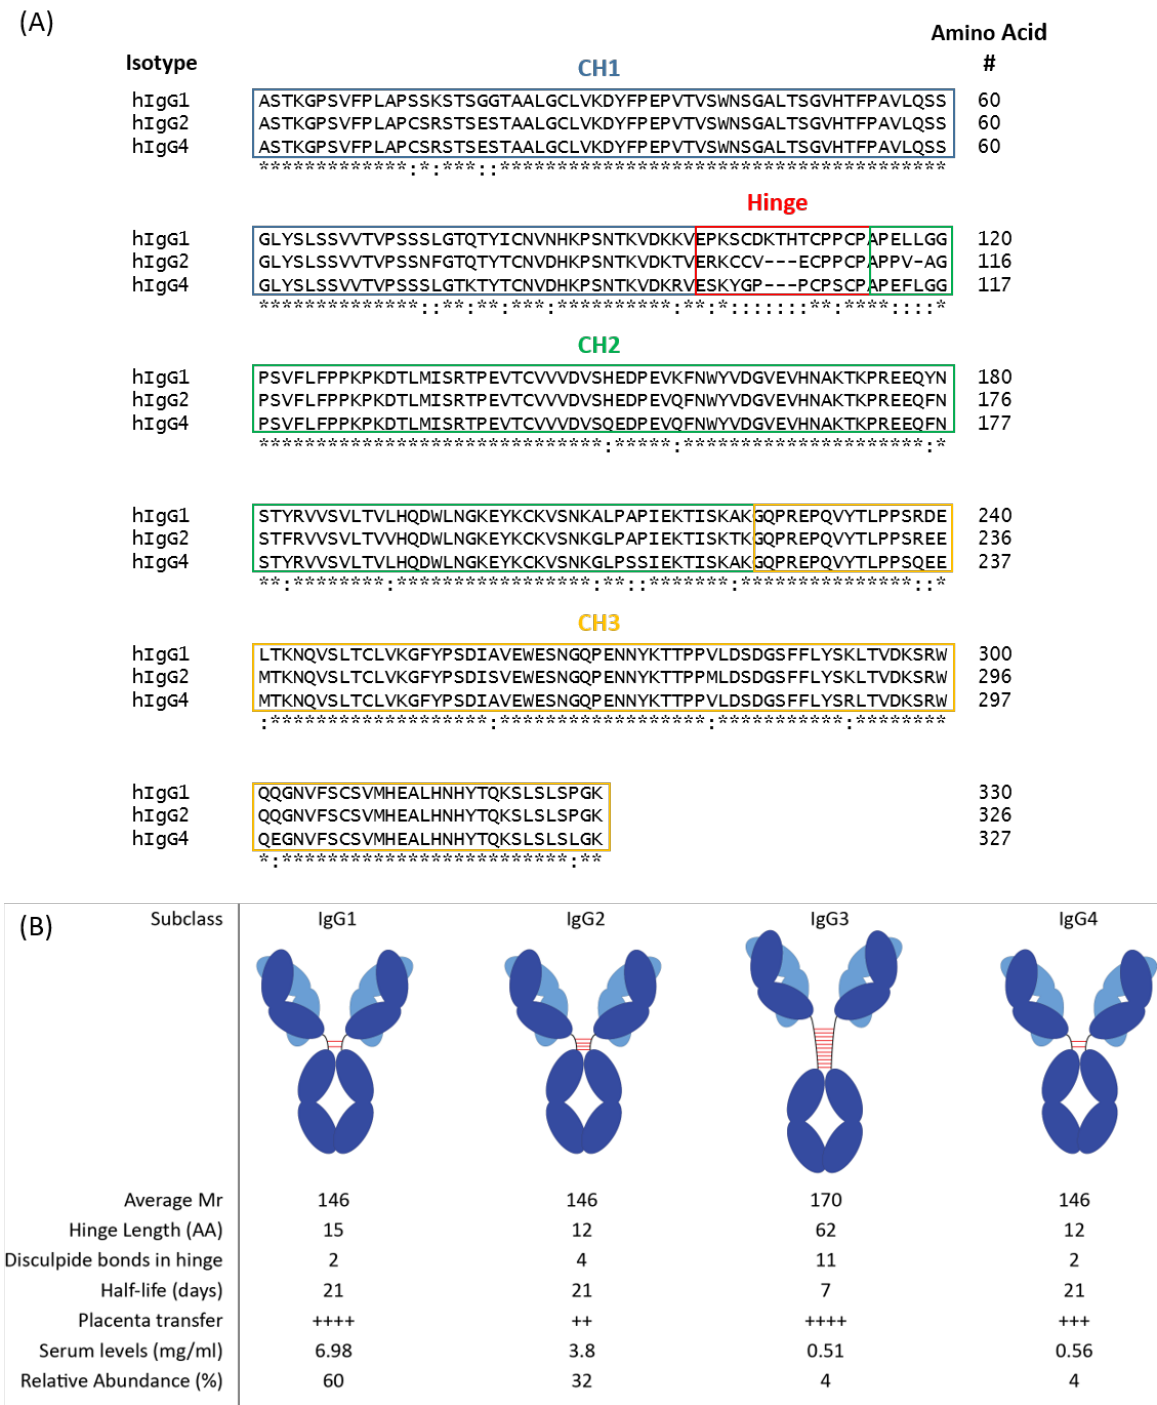 (A)
Amino Acid
Isotype CH1 #
hIgG1 ASTKGPSVFPLAPSSKSTSGGTAALGCLVKDYFPEPVTVSWNSGALTSGVHTFPAVLQSS 60
hIgG2 ASTKGPSVFPLAPCSRSTSESTAALGCLVKDYFPEPVTVSWNSGALTSGVHTFPAVLQSS 60
hIgG4 ASTKGPSVFPLAPCSRSTSESTAALGCLVKDYFPEPVTVSWNSGALTSGVHTFPAVLQSS 60
*************:*:***::***************************************
Hinge
hIgG1 GLYSLSSVVTVPSSSLGTQTYICNVNHKPSNTKVDKKVEPKSCDKTHTCPPCPAPELLGG 120
hIgG2 GLYSLSSVVTVPSSNFGTQTYTCNVDHKPSNTKVDKTVERKCCV---ECPPCPAPPV-AG 116
hIgG4 GLYSLSSVVTVPSSSLGTKTYTCNVDHKPSNTKVDKRVESKYGP---PCPSCPAPEFLGG 117
**************::**:**:***:**********:**:*:::::::**:****::::*
CH2
hIgG1 PSVFLFPPKPKDTLMISRTPEVTCVVVDVSHEDPEVKFNWYVDGVEVHNAKTKPREEQYN 180
hIgG2 PSVFLFPPKPKDTLMISRTPEVTCVVVDVSHEDPEVQFNWYVDGVEVHNAKTKPREEQFN 176
hIgG4 PSVFLFPPKPKDTLMISRTPEVTCVVVDVSQEDPEVQFNWYVDGVEVHNAKTKPREEQFN 177
******************************:*****:*********************:*
hIgG1 STYRVVSVLTVLHQDWLNGKEYKCKVSNKALPAPIEKTISKAKGQPREPQVYTLPPSRDE 240
hIgG2 STFRVVSVLTVVHQDWLNGKEYKCKVSNKGLPAPIEKTISKTKGQPREPQVYTLPPSREE 236
hIgG4 STYRVVSVLTVLHQDWLNGKEYKCKVSNKGLPSSIEKTISKAKGQPREPQVYTLPPSQEE 237
**:********:*****************:**::*******:***************::*
CH3
hIgG1 LTKNQVSLTCLVKGFYPSDIAVEWESNGQPENNYKTTPPVLDSDGSFFLYSKLTVDKSRW 300
hIgG2 MTKNQVSLTCLVKGFYPSDISVEWESNGQPENNYKTTPPMLDSDGSFFLYSKLTVDKSRW 296
hIgG4 MTKNQVSLTCLVKGFYPSDIAVEWESNGQPENNYKTTPPVLDSDGSFFLYSRLTVDKSRW 297
:*******************:******************:***********:********
hIgG1 QQGNVFSCSVMHEALHNHYTQKSLSLSPGK 330
hIgG2 QQGNVFSCSVMHEALHNHYTQKSLSLSPGK 326
hIgG4 QEGNVFSCSVMHEALHNHYTQKSLSLSLGK 327
*:*************************:**
(B) Subclass IgG1 IgG2 IgG3 IgG4
Average Mr 146 146 170 146
Hinge Length (AA) 15 12 62 12
Disculpide bonds in hinge 2 4 11 2
Half-life (days) 21 21 7 21
Placenta transfer ++++ ++ ++++ +++
Serum levels (mg/ml) 6.98 3.8 0.51 0.56
Relative Abundance (%) 60 32 4 4